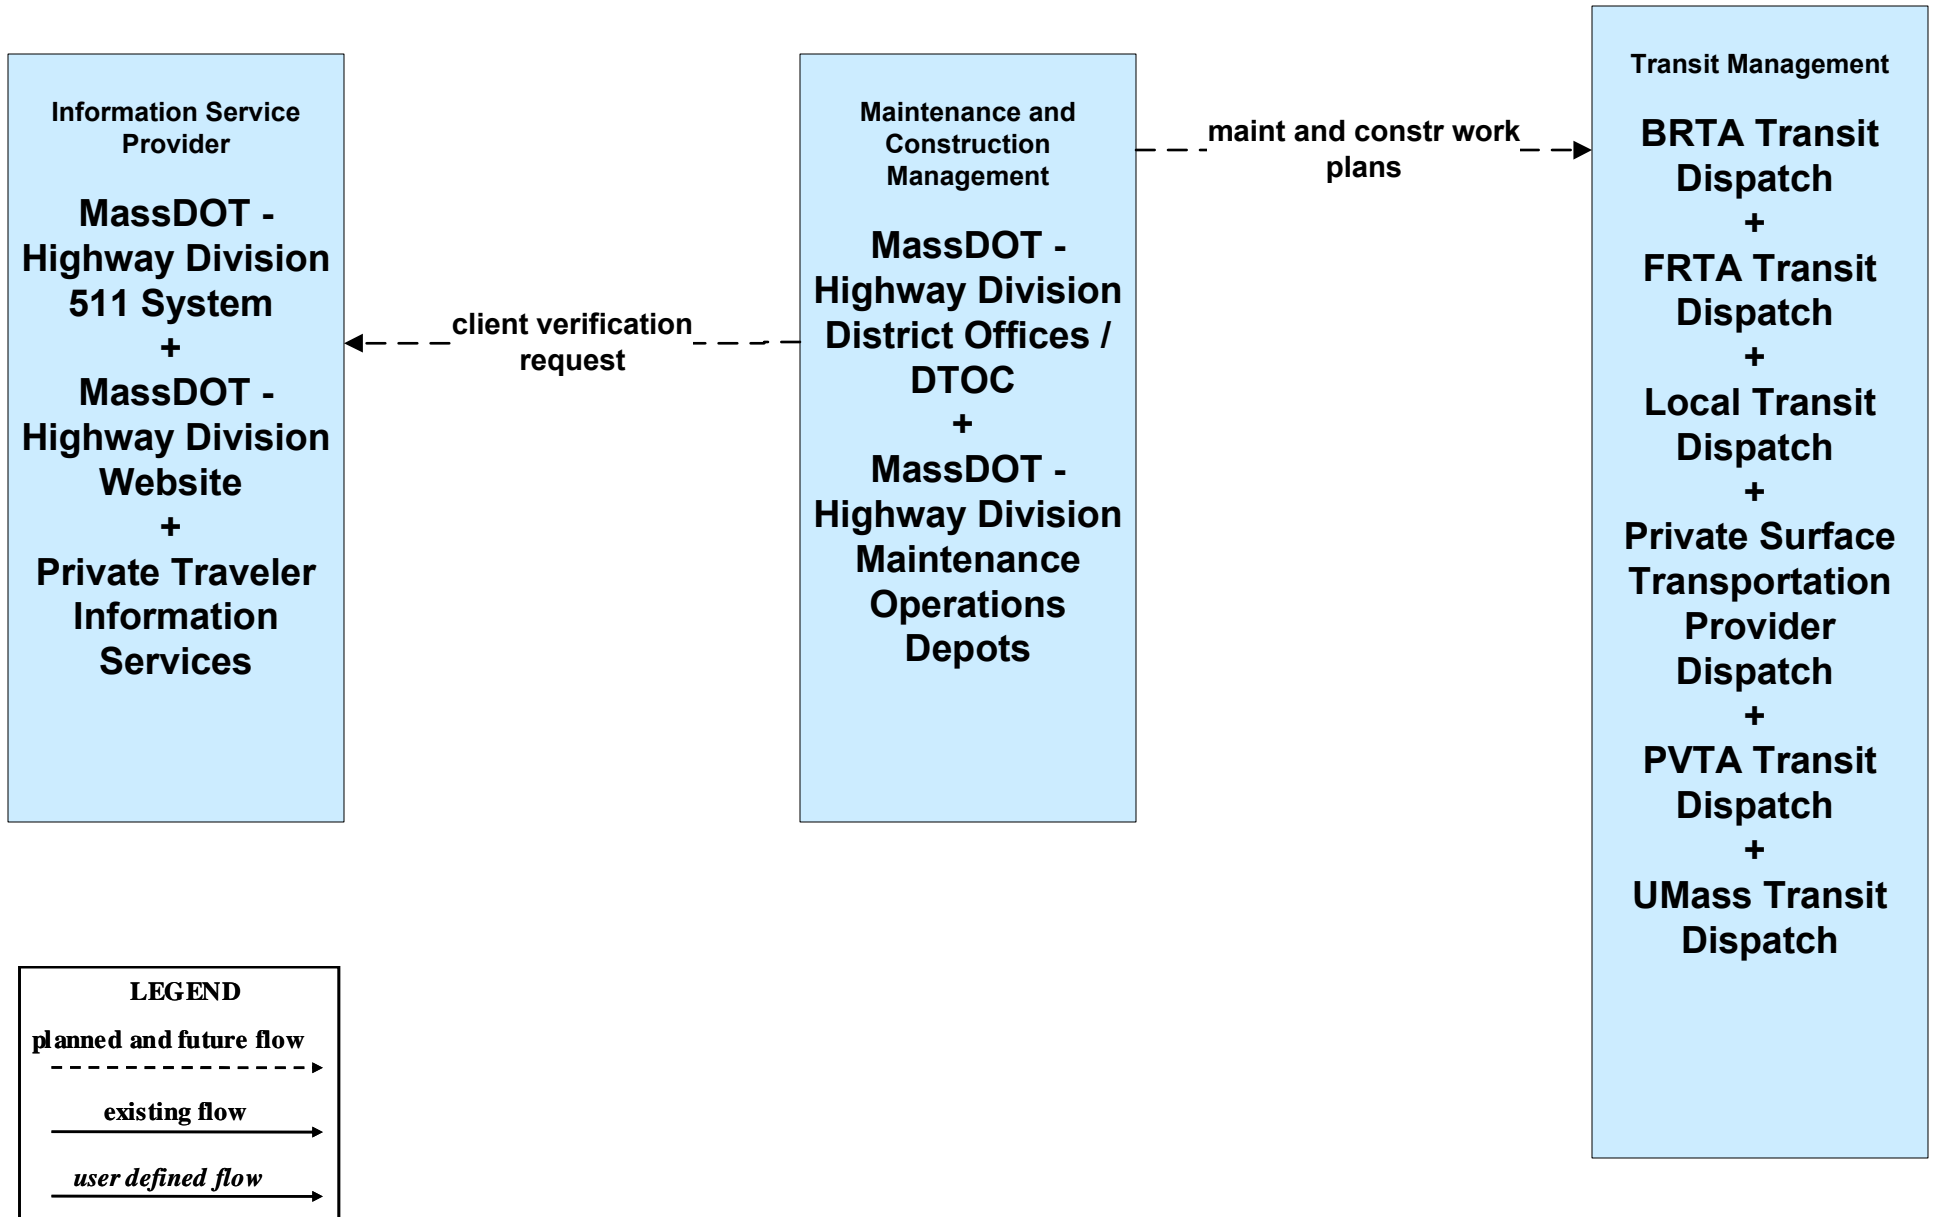 Information Service
Provider
MassDOT -
Highway Division
511 System
+
MassDOT -
Highway Division
Website
+
Private Traveler
Information
Services
client verification
request
Maintenance and
Construction
Management
MassDOT -
Highway Division
District Offices /
DTOC
+
MassDOT -
Highway Division
Maintenance
Operations
Depots
maint and constr work
plans
Transit Management
BRTA Transit
Dispatch
+
FRTA Transit
Dispatch
+
Local Transit
Dispatch
+
Private Surface
Transportation
Provider
Dispatch
+
PVTA Transit
Dispatch
+
UMass Transit
Dispatch
LEGEND
planned and future flow
existing flow
user defined flow